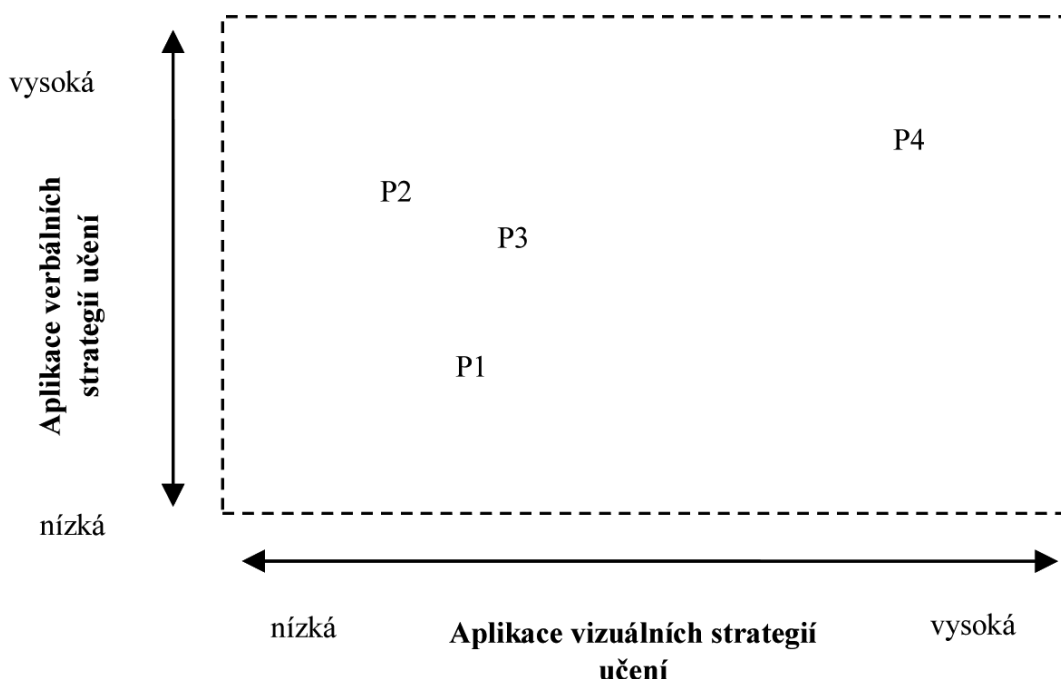 vysoká
P4
P2
Aplikace verbálních
strategií učení
P3
P1
nízká
nízká
Aplikace vizuálních strategií
učení
vysoká